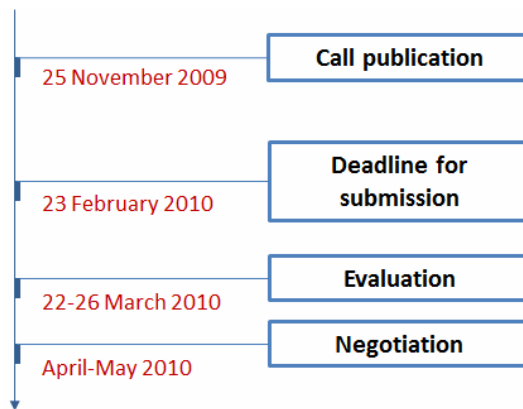 Call publication
25 November 2009
Deadline for
submission
23 February 2010
Evaluation
22-26 March 2010
Negotiation
April-May 2010